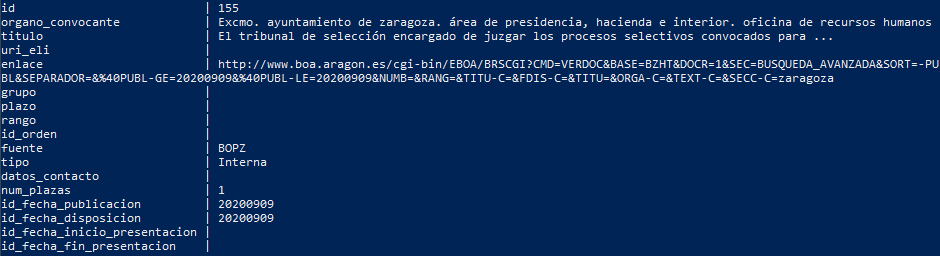 id | 155
organo_convocante | Excmo. ayuntamiento de zaragoza. área de presidencia, hacienda e interior. oficina de recursos humanos
titulo | El tribunal de selección encargado de juzgar los procesos selectivos convocados para ...
uri_eli |
enlace | http://www.boa.aragon.es/cgi-bin/EBOA/BRSCGI?CMD=VERDOC&BASE=BZHT&DOCR=1&SEC=BUSQUEDA_AVANZADA&SORT=-PU
BL&SEPARADOR=&%40PUBL-GE=20200909&%40PUBL-LE=20200909&NUMB=&RANG=&TITU-C=&FDIS-C=&TITU=&ORGA-C=&TEXT-C=&SECC-C=zaragoza
grupo |
plazo |
rango |
id_orden |
fuente | BOPZ
tipo | Interna
datos_contacto |
num_plazas | 1
id_fecha_publicacion | 20200909
id_fecha_disposicion | 20200909
id_fecha_inicio_presentacion |
id_fecha_fin_presentacion |